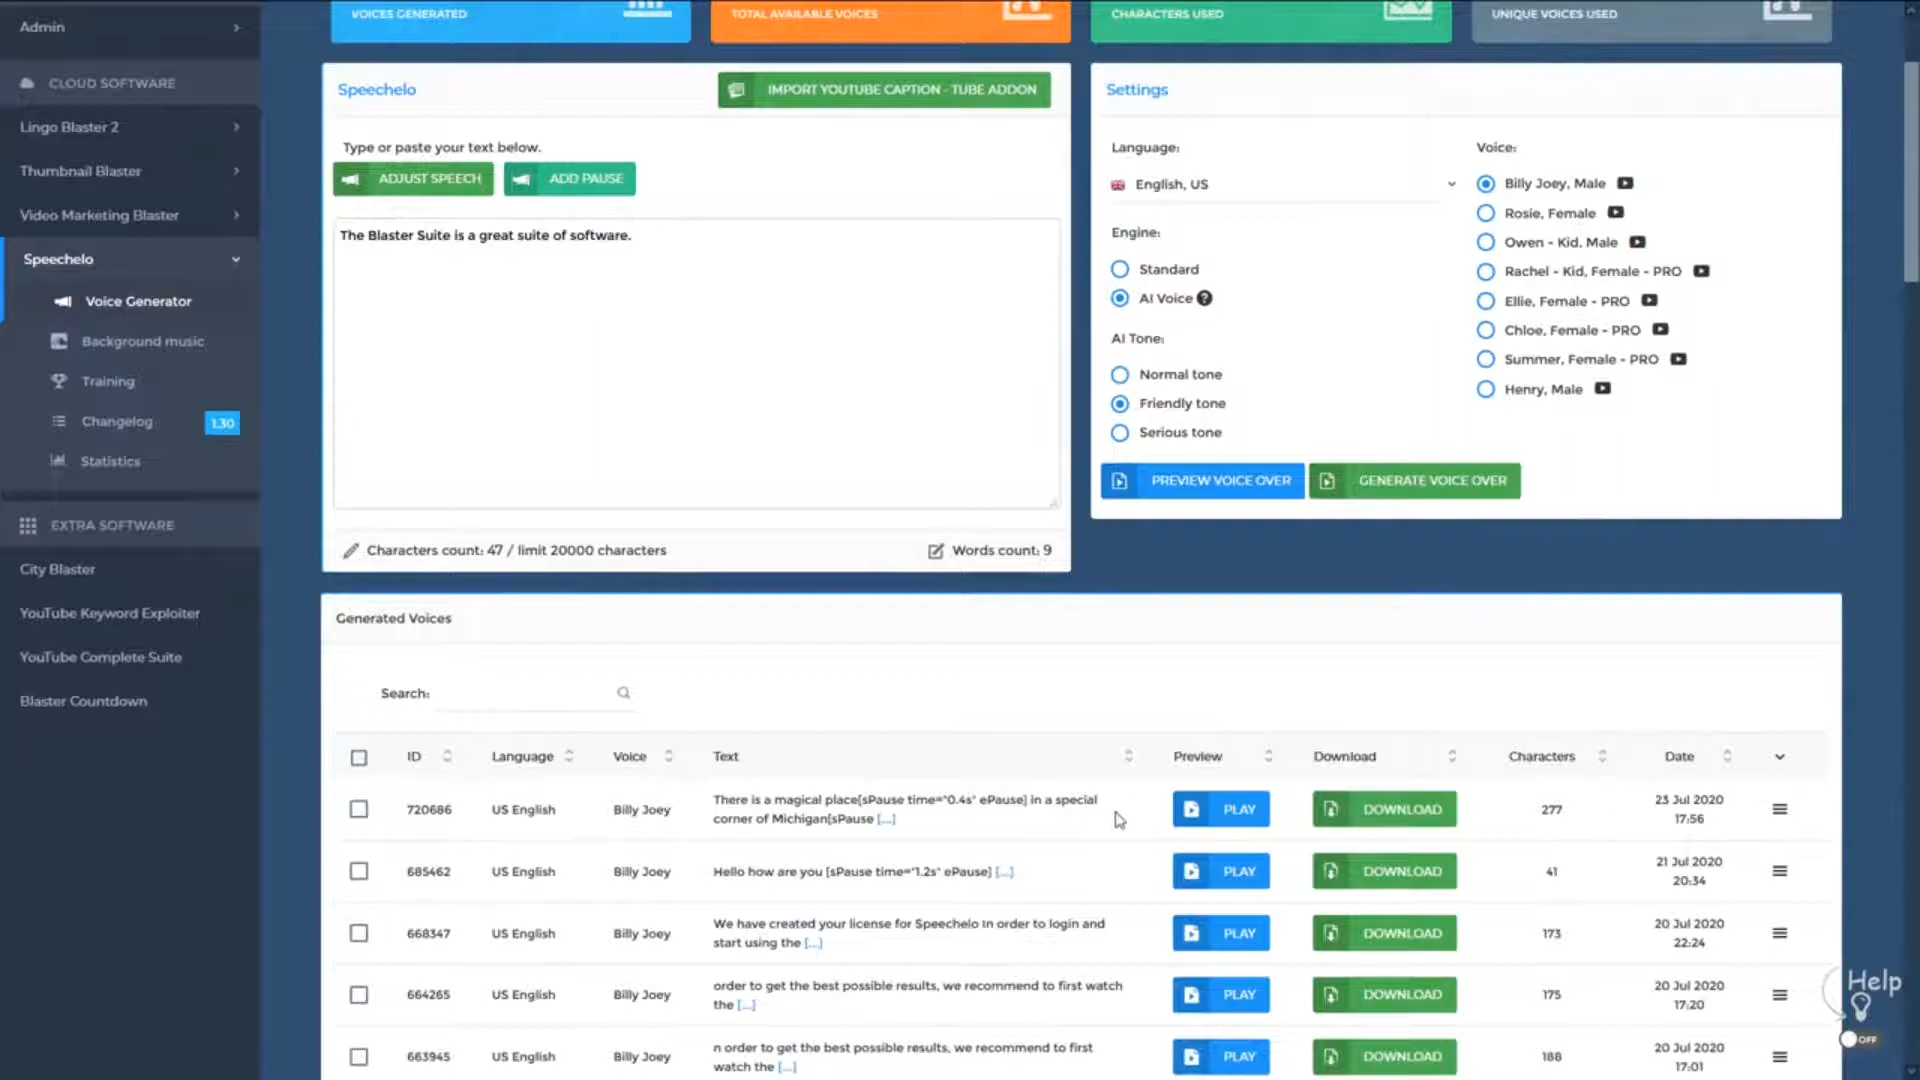 Admin
CLOUD SOFTWARE
Lingo Blaster 2
Thumbnail Blaster
Video Marketing Blaster
Speechelo
Voice Generator
Background music
Training
Changelog 1.30
Statistics
EXTRA SOFTWARE
City Blaster
YouTube Keyword Exploiter
YouTube Complete Suite
Blaster Countdown
VOICES GENERATED
TOTAL AVAILABLE VOICES
CHARACTERS USED
UNIQUE VOICES USED
Speechelo
IMPORT YOUTUBE CAPTION - TUBE ADDON
Type or paste your text below.
ADJUST SPEECH
ADD PAUSE
The Blaster Suite is a great suite of software.
Characters count: 47 / limit 20000 characters
Words count: 9
Settings
Language:
English, US
Engine:
Standard
AI Voice ?
AI Tone:
Normal tone
Friendly tone
Serious tone
Voice:
Billy Joey, Male
Rosie, Female
Owen - Kid, Male
Rachel - Kid, Female - PRO
Ellie, Female - PRO
Chloe, Female - PRO
Summer, Female - PRO
Henry, Male
PREVIEW VOICE OVER
GENERATE VOICE OVER
Generated Voices
Search:
ID Language Voice Text Preview Download Characters Date
720686 US English Billy Joey There is a magical place[sPause time="0.4s" ePause] in a special
corner of Michigan[sPause [...] PLAY DOWNLOAD 277 23 Jul 2020
17:56
685462 US English Billy Joey Hello how are you [sPause time="1.2s" ePause] [...] PLAY DOWNLOAD 41 21 Jul 2020
20:34
668347 US English Billy Joey We have created your license for Speechelo In order to login and
start using the [...] PLAY DOWNLOAD 173 20 Jul 2020
22:24
664265 US English Billy Joey order to get the best possible results, we recommend to first watch
the [...] PLAY DOWNLOAD 175 20 Jul 2020
17:20
663945 US English Billy Joey n order to get the best possible results, we recommend to first
watch the [...] PLAY DOWNLOAD 188 20 Jul 2020
17:01
Help
OFF